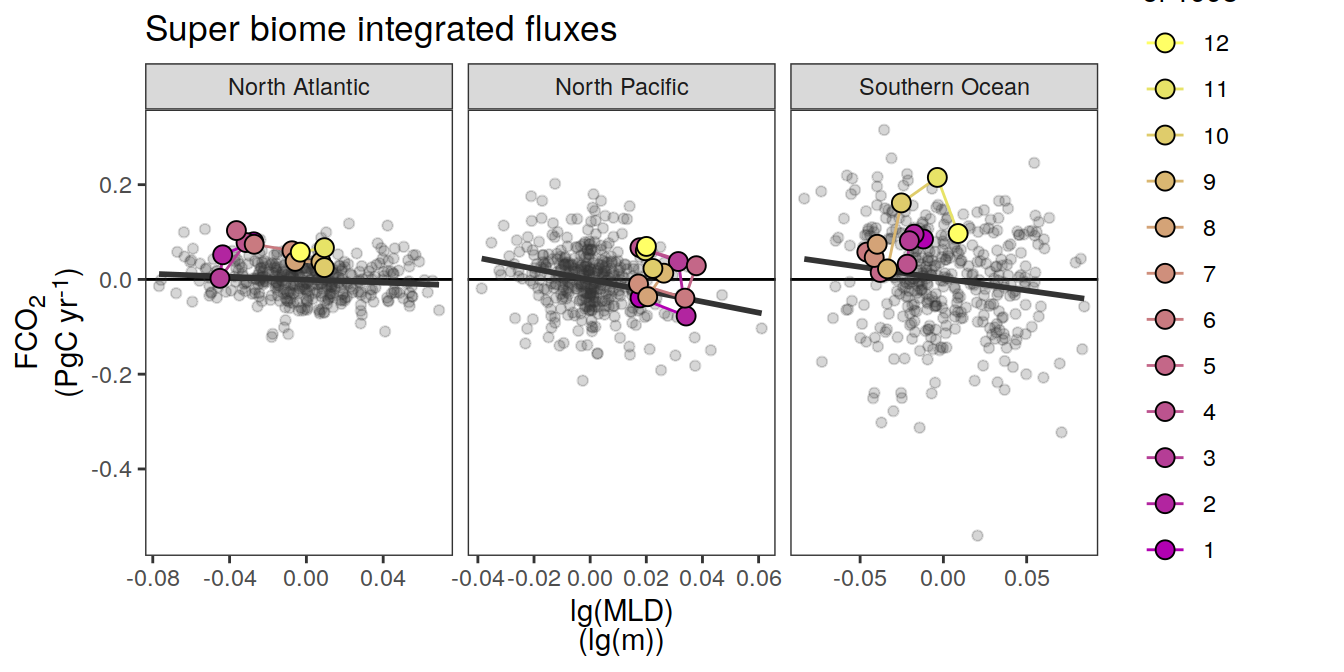 Super biome integrated fluxes
North Atlantic
North Pacific
Southern Ocean
FCO2
(PgC yr-1)
0.2
0.0
-0.2
-0.4
-0.08 -0.04 0.00 0.04
-0.04 -0.02 0.00 0.02 0.04 0.06
-0.05 0.00 0.05
lg(MLD)
(lg(m))
12
11
10
9
8
7
6
5
4
3
2
1